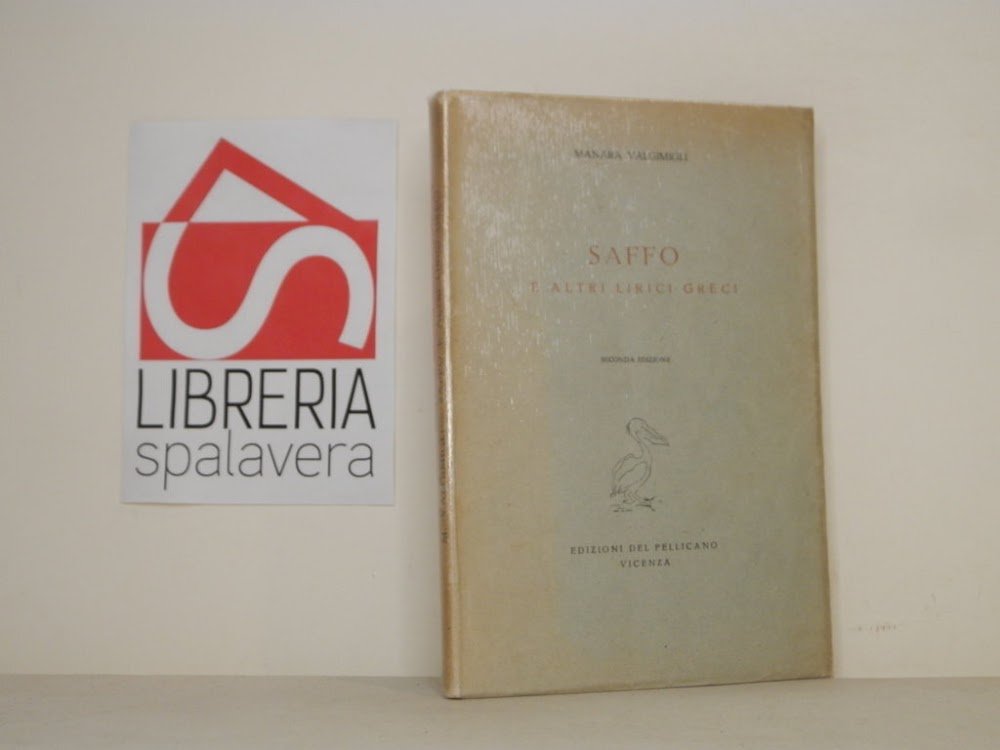 LIBRERIA
spalavera
MANARA VALGIMIGLI
SAFFO
E ALTRI LIRICI GRECI
SECONDA EDIZIONE
EDIZIONI DEL PELLICANO
VICENZA